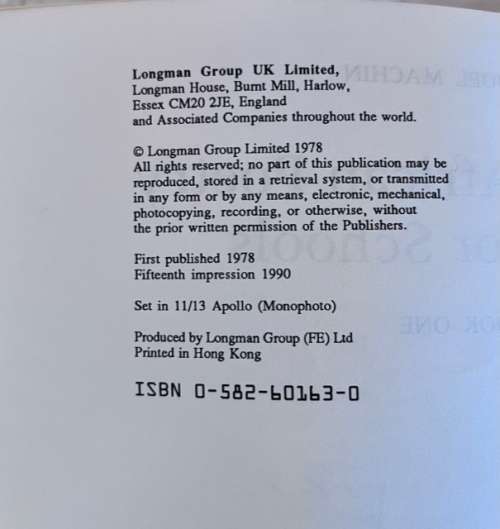 Longman Group UK Limited,
Longman House, Burnt Mill, Harlow,
Essex CM20 2JE, England
and Associated Companies throughout the world.
© Longman Group Limited 1978
All rights reserved; no part of this publication may be
reproduced, stored in a retrieval system, or transmitted
in any form or by any means, electronic, mechanical,
photocopying, recording, or otherwise, without
the prior written permission of the Publishers.
First published 1978
Fifteenth impression 1990
Set in 11/13 Apollo (Monophoto)
Produced by Longman Group (FE) Ltd
Printed in Hong Kong
ISBN 0-582-60163-0